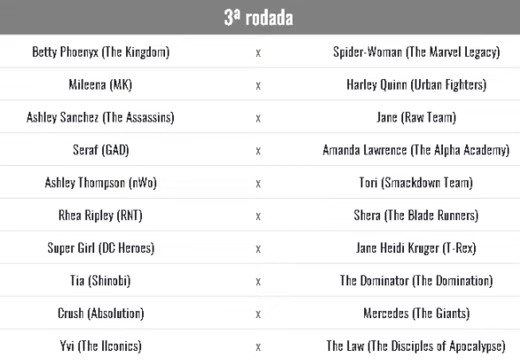 3ª rodada
Betty Phoenyx (The Kingdom) x Spider-Woman (The Marvel Legacy)
Mileena (MK) x Harley Quinn (Urban Fighters)
Ashley Sanchez (The Assassins) x Jane (Raw Team)
Seraf (GAD) x Amanda Lawrence (The Alpha Academy)
Ashley Thompson (nWo) x Tori (Smackdown Team)
Rhea Ripley (RNT) x Shera (The Blade Runners)
Super Girl (DC Heroes) x Jane Heidi Kruger (T-Rex)
Tia (Shinobi) x The Dominator (The Domination)
Crush (Absolution) x Mercedes (The Giants)
Yvi (The IIconics) x The Law (The Disciples of Apocalypse)